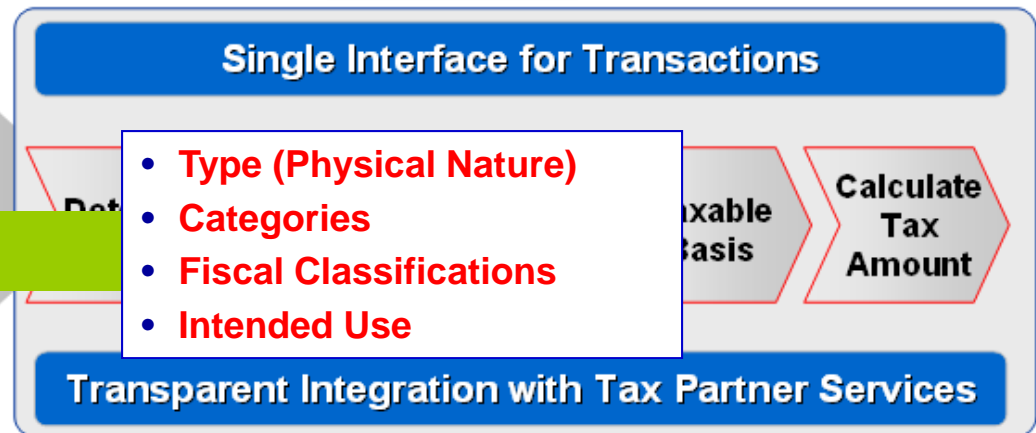 Single Interface for Transactions
• Type (Physical Nature)
• Categories
• Fiscal Classifications
• Intended Use
Calculate
Tax
Amount
Transparent Integration with Tax Partner Services